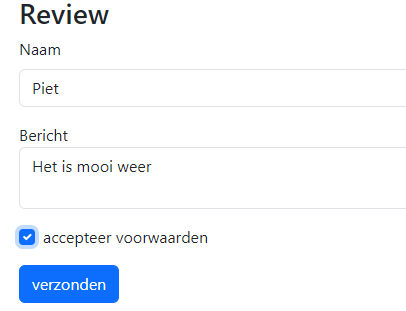 Review
Naam
Piet
Bericht
Het is mooi weer
accepteer voorwaarden
verzonden